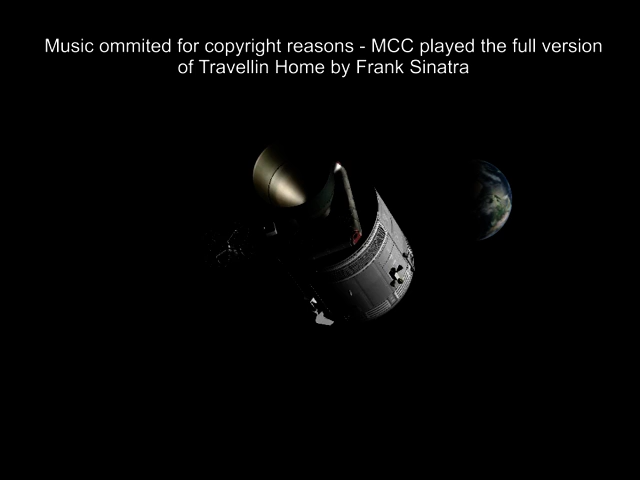 Music ommited for copyright reasons - MCC played the full version
of Travellin Home by Frank Sinatra